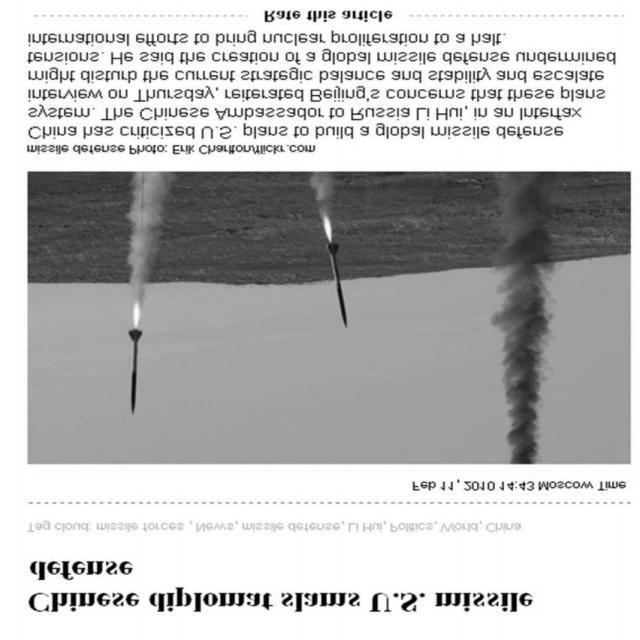 Chinese diplomat slams U.S. missile
defense
Tag cloud: missile forces , News, missile defense, Li Hui, Politics, World, China
Feb 11, 2010 14:43 Moscow Time
missile defense Photo: Erik Charlton/flickr.com
China has criticized U.S. plans to build a global missile defense
system. The Chinese Ambassador to Russia Li Hui, in an Interfax
interview on Thursday, reiterated Beijing's concerns that these plans
might disturb the current strategic balance and stability and escalate
tensions. He said the creation of a global missile defense undermined
international efforts to bring nuclear proliferation to a halt.
Rate this article